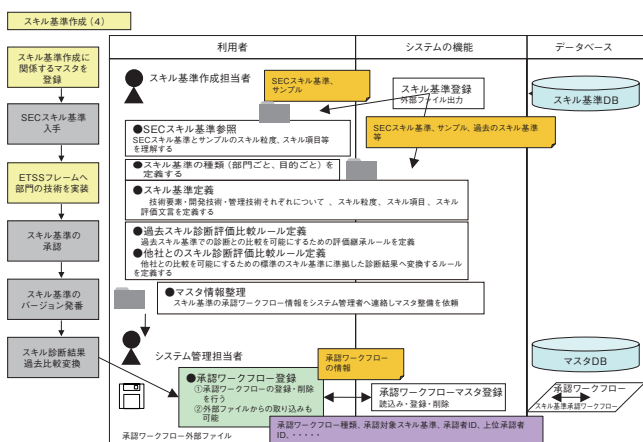 スキル基準作成（4）
スキル基準作成に
関係するマスタを
登録
SECスキル基準
入手
ETSSフレームへ
部門の技術を実装
スキル基準の
承認
スキル基準の
バージョン発番
スキル診断結果
過去比較変換
利用者
システムの機能
データベース
スキル基準作成担当者
SECスキル基準、
サンプル
スキル基準登録
外部ファイル出力
スキル基準DB
SECスキル基準、サンプル、過去のスキル基準
等
●SECスキル基準参照
SECスキル基準とサンプルのスキル粒度、スキル項目等
を理解する
●スキル基準の種類（部門ごと、目的ごと）を
定義する
●スキル基準定義
技術要素・開発技術・管理技術それぞれについて 、スキル粒度、スキル項目 、スキル
評価文言を定義する
●過去スキル診断評価比較ルール定義
過去スキル基準での診断との比較を可能にするための評価継承ルールを定義
●他社とのスキル診断評価比較ルール定義
他社との比較を可能にするための標準のスキル基準に準拠した診断結果へ変換するルール
を定義する
●マスタ情報整理
スキル基準の承認ワークフロー情報をシステム管理者へ連絡しマスタ整備を依頼
システム管理担当者
承認ワークフロー
の情報
マスタDB
●承認ワークフロー登録
①承認ワークフローの登録・削除
を行う
②外部ファイルからの取り込みも
可能
承認ワークフローマスタ登録
読込み・登録・削除
承認ワークフロー
スキル基準承認ワークフロー
承認ワークフロー種類、承認対象スキル基準、承認者ID、上位承認者
ID、・・・・・
承認ワークフロー外部ファイル